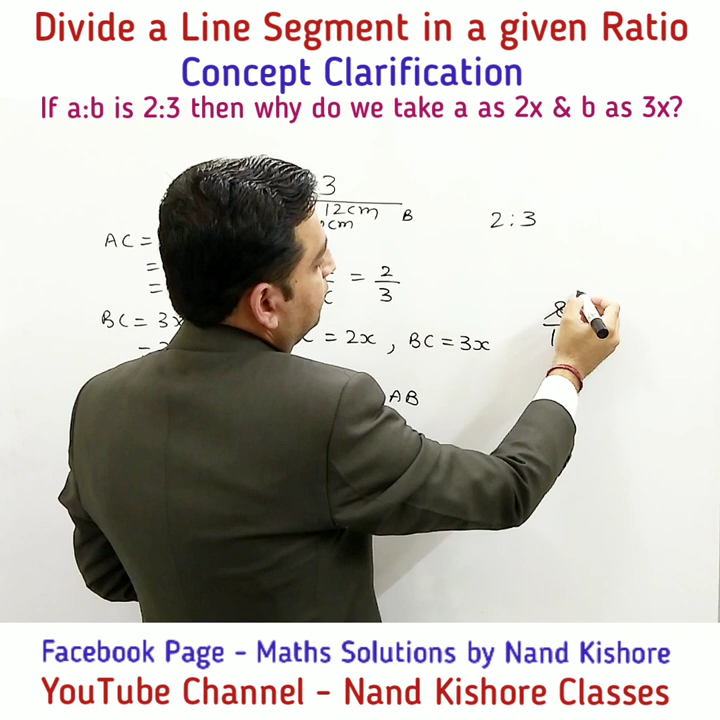 Divide a Line Segment in a given Ratio
Concept Clarification
If a:b is 2:3 then why do we take a as 2x & b as 3x?
3
12cm B
cm
2:3
AC =
=
=
= 2/3
BC = 3x
= 2x , BC = 3x
AB
Facebook Page - Maths Solutions by Nand Kishore
YouTube Channel - Nand Kishore Classes